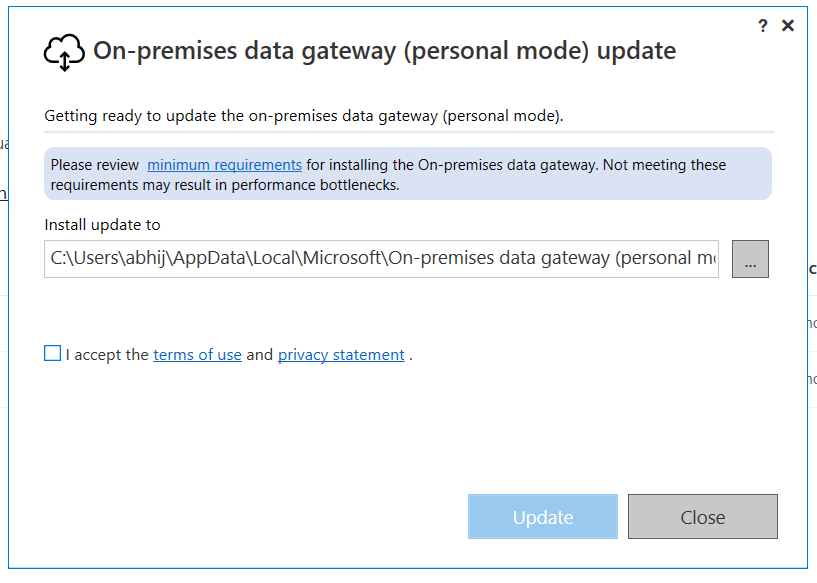 ? ✕
On-premises data gateway (personal mode) update
Getting ready to update the on-premises data gateway (personal mode).
Please review minimum requirements for installing the On-premises data gateway. Not meeting these
requirements may result in performance bottlenecks.
Install update to
C:\Users\abhij\AppData\Local\Microsoft\On-premises data gateway (personal m
...
I accept the terms of use and privacy statement .
Update Close